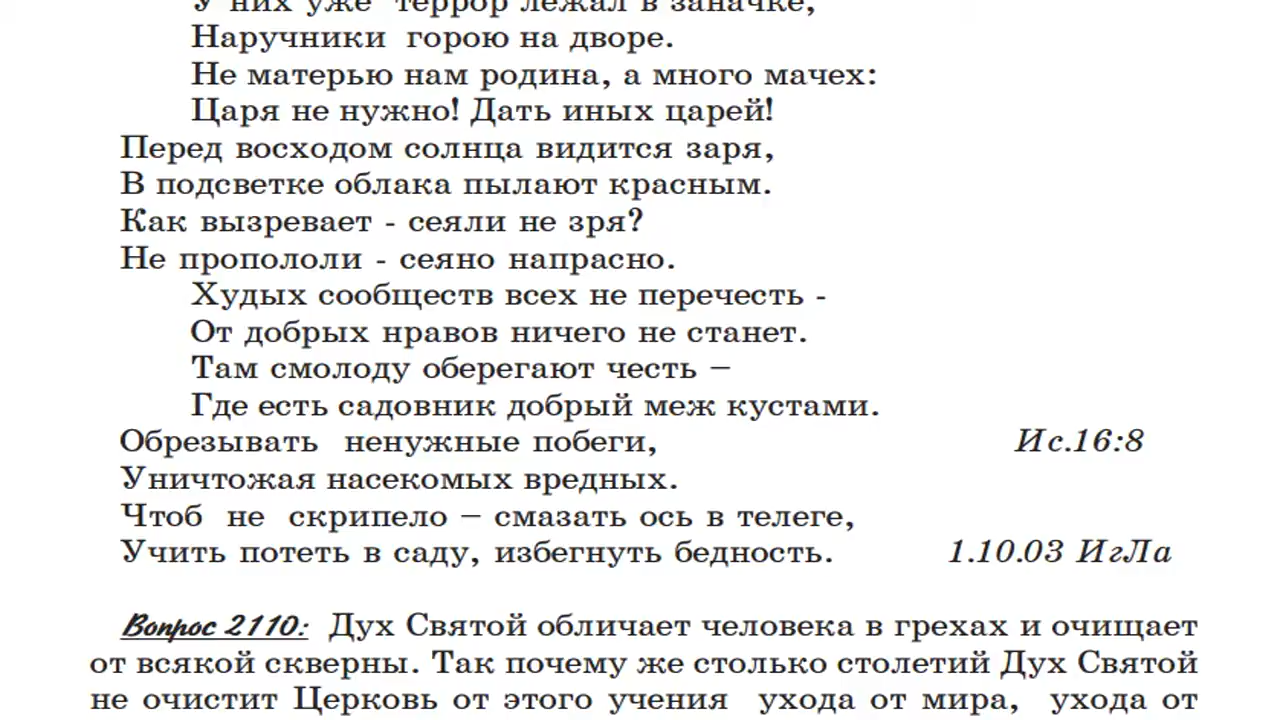 У них уже террор лежал в заначке,
Наручники горою на дворе.
Не матерью нам родина, а много мачех:
Царя не нужно! Дать иных царей!
Перед восходом солнца видится заря,
В подсветке облака пылают красным.
Как вызревает - сеяли не зря?
Не пропололи - сеяно напрасно.
Худых сообществ всех не перечесть -
От добрых нравов ничего не станет.
Там смолоду оберегают честь –
Где есть садовник добрый меж кустами.
Обрезывать ненужные побеги, Ис.16:8
Уничтожая насекомых вредных.
Чтоб не скрипело – смазать ось в телеге,
Учить потеть в саду, избегнуть бедность. 1.10.03 ИгЛа
Вопрос 2110: Дух Святой обличает человека в грехах и очищает
от всякой скверны. Так почему же столько столетий Дух Святой
не очистит Церковь от этого учения ухода от мира, ухода от